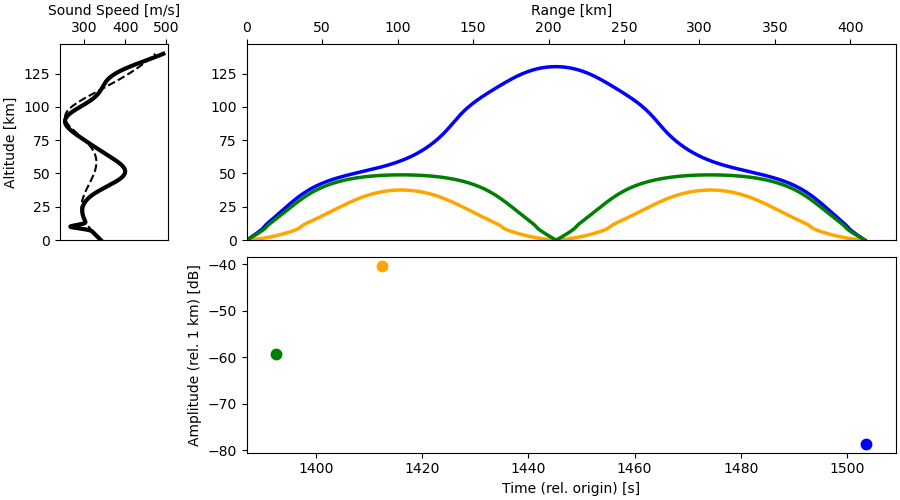 Sound Speed [m/s]
300 400 500
Altitude [km]
125
100
75
50
25
0
Range [km]
0 50 100 150 200 250 300 350 400
125
100
75
50
25
0
Amplitude (rel. 1 km) [dB]
−40
−50
−60
−70
−80
1400 1420 1440 1460 1480 1500
Time (rel. origin) [s]